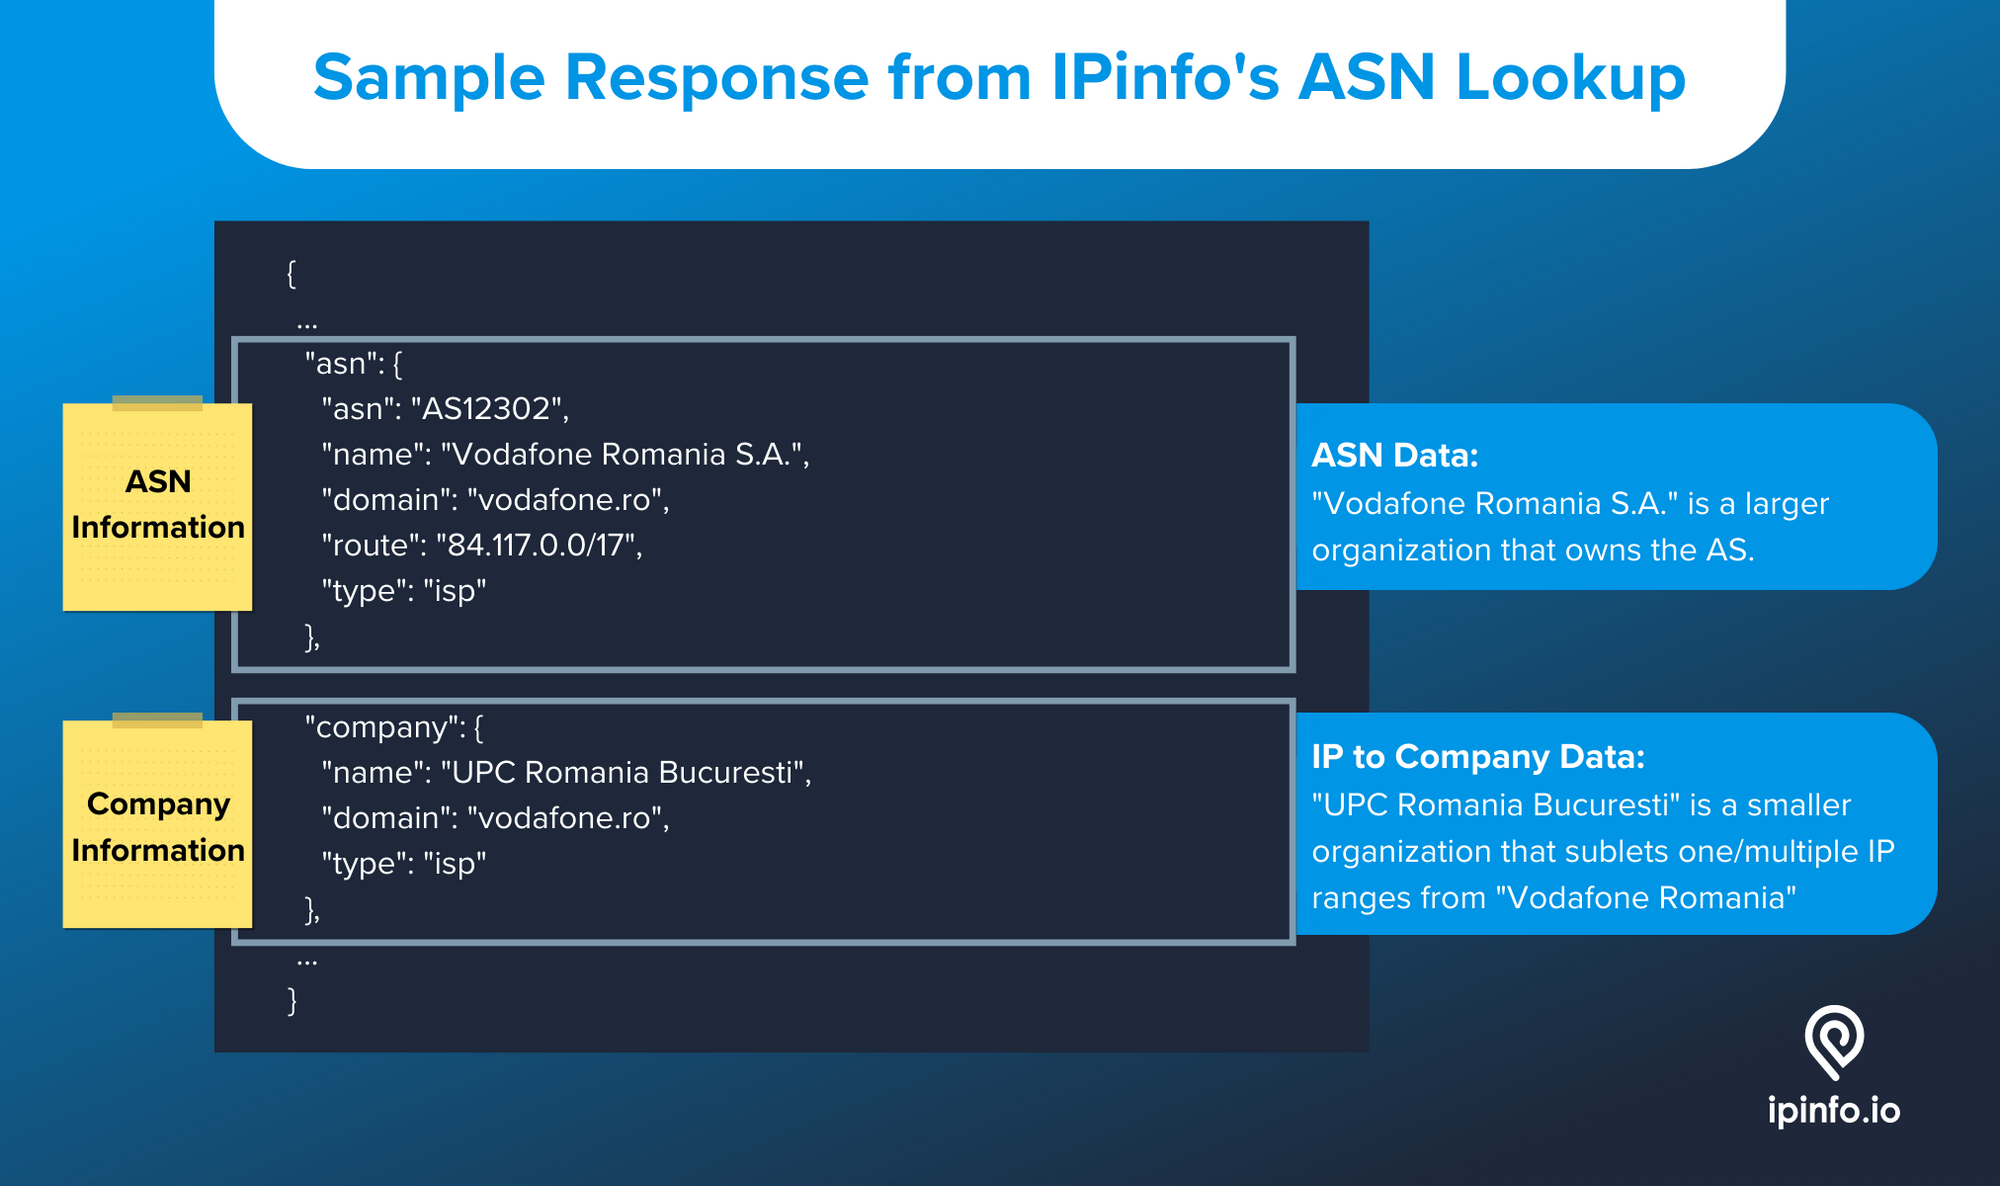 Sample Response from IPinfo's ASN Lookup
{
...
"asn": {
"asn": "AS12302",
"name": "Vodafone Romania S.A.",
"domain": "vodafone.ro",
"route": "84.117.0.0/17",
"type": "isp"
},
ASN
Information
ASN Data:
"Vodafone Romania S.A." is a larger
organization that owns the AS.
"company": {
"name": "UPC Romania Bucuresti",
"domain": "vodafone.ro",
"type": "isp"
},
Company
Information
IP to Company Data:
"UPC Romania Bucuresti" is a smaller
organization that sublets one/multiple IP
ranges from "Vodafone Romania"
...
}
ipinfo.io